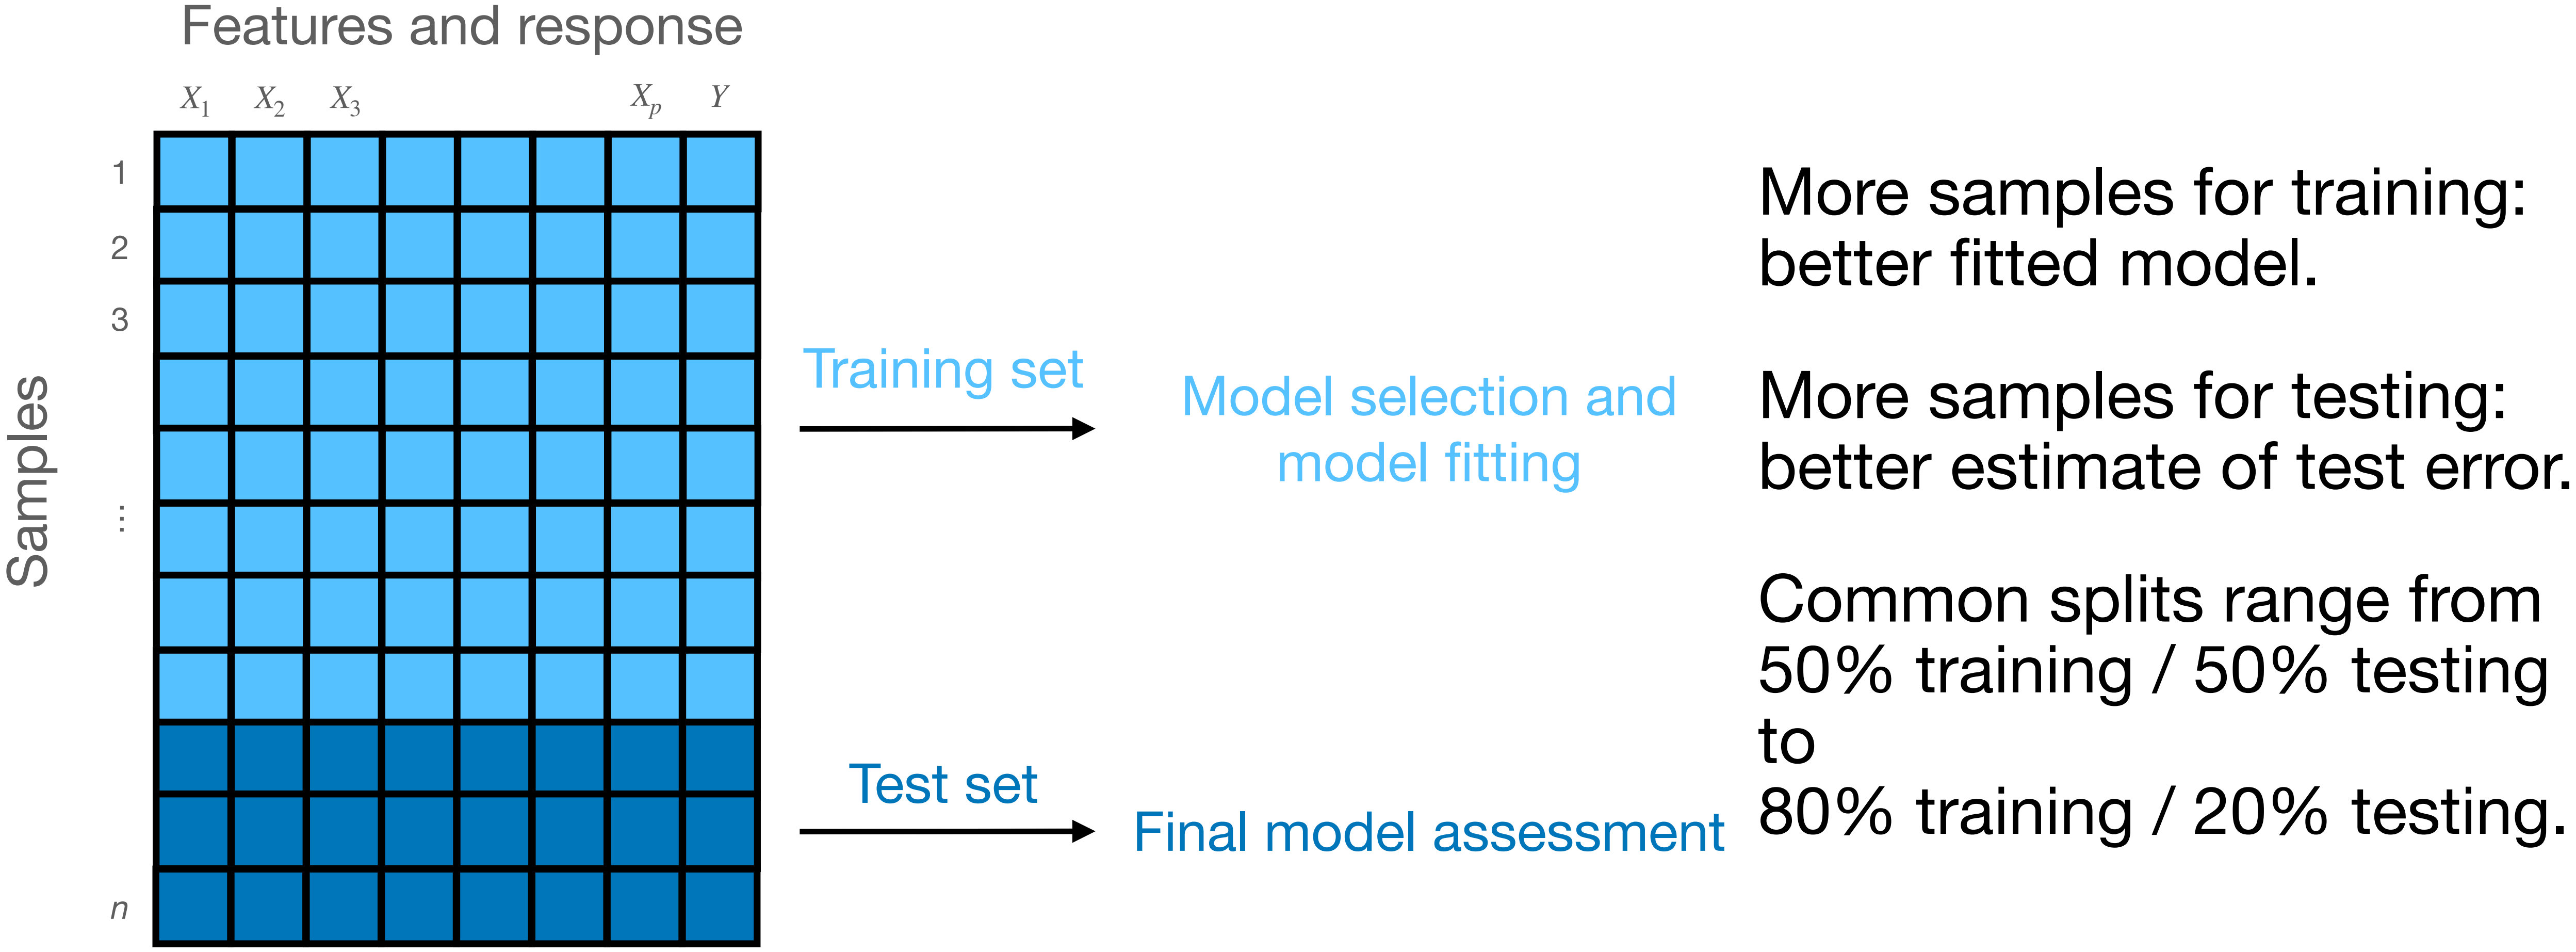 Features and response
X₁ X₂ X₃ Xₚ Y
Samples
1
2
3
⋮
n
Training set
Model selection and
model fitting
Test set
Final model assessment
More samples for training:
better fitted model.
More samples for testing:
better estimate of test error.
Common splits range from
50% training / 50% testing
to
80% training / 20% testing.